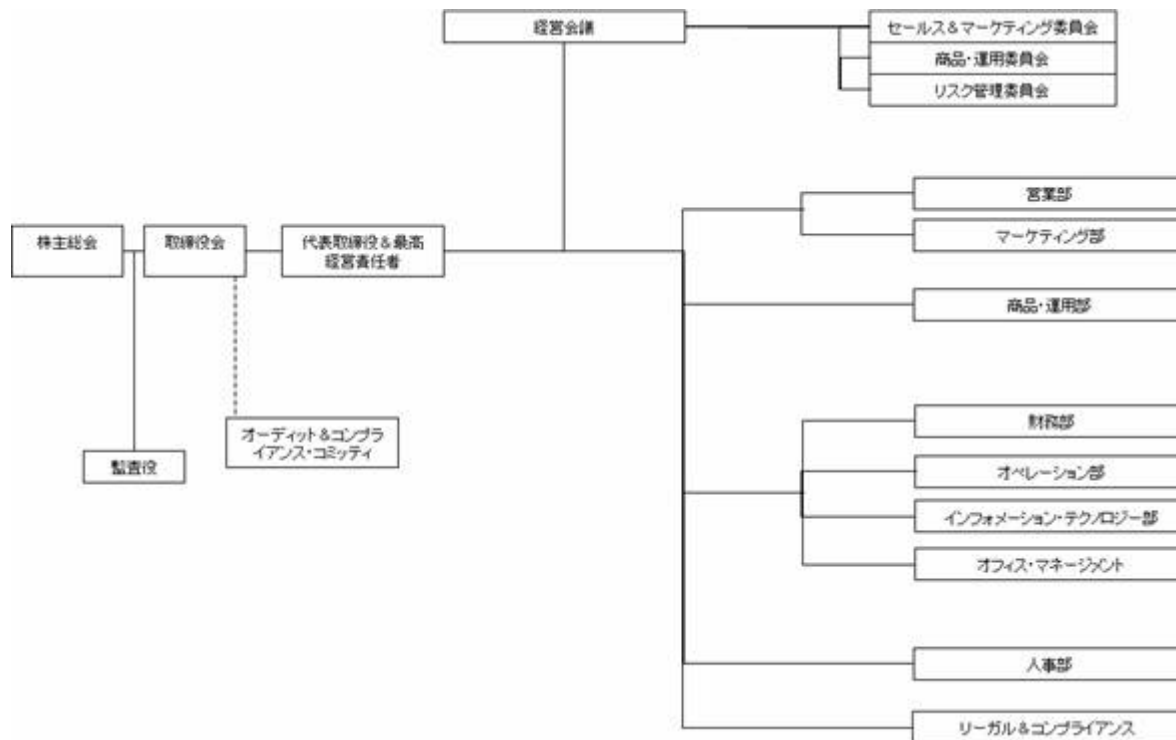 経営会議
セールス＆マーケティング委員会
商品・運用委員会
リスク管理委員会
営業部
マーケティング部
株主総会
取締役会
代表取締役＆最高
経営責任者
商品・運用部
オーディット＆コンプラ
イアンス・コミッティ
監査役
財務部
オペレーション部
インフォメーション・テクノロジー部
オフィス・マネージメント
人事部
リーガル＆コンプライアンス